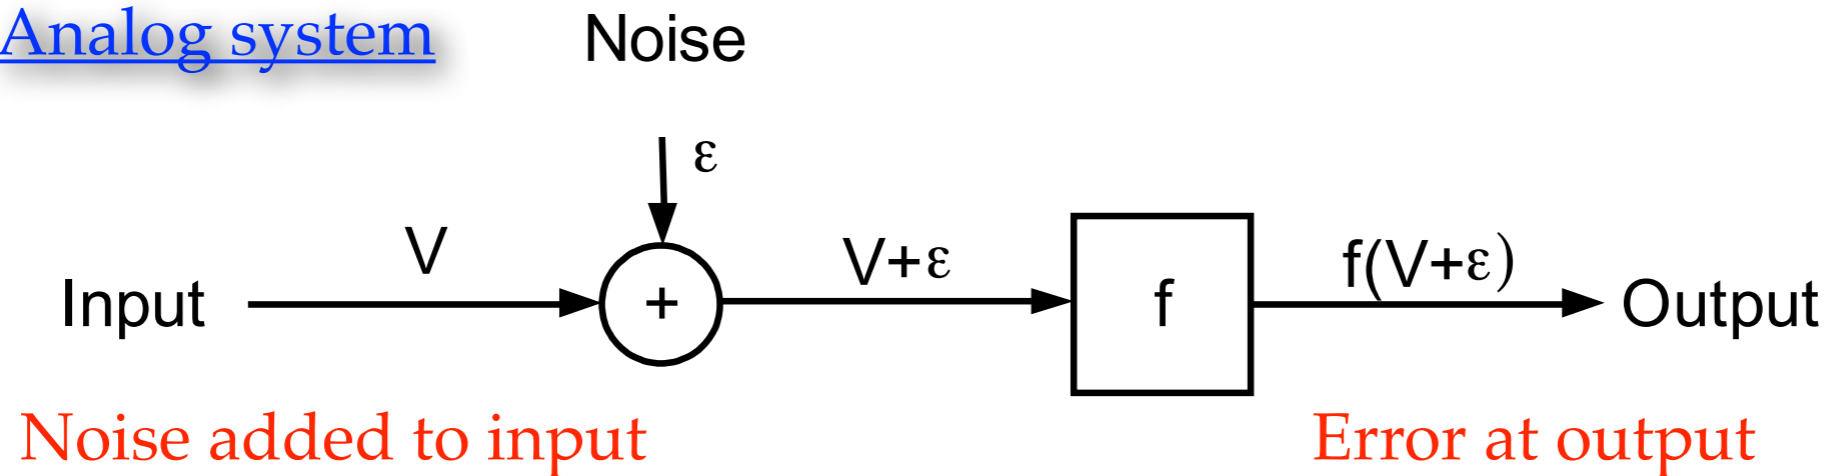 Analog system
Noise
ε
V
V+ε
f(V+ε)
Input
+
f
Output
Noise added to input
Error at output